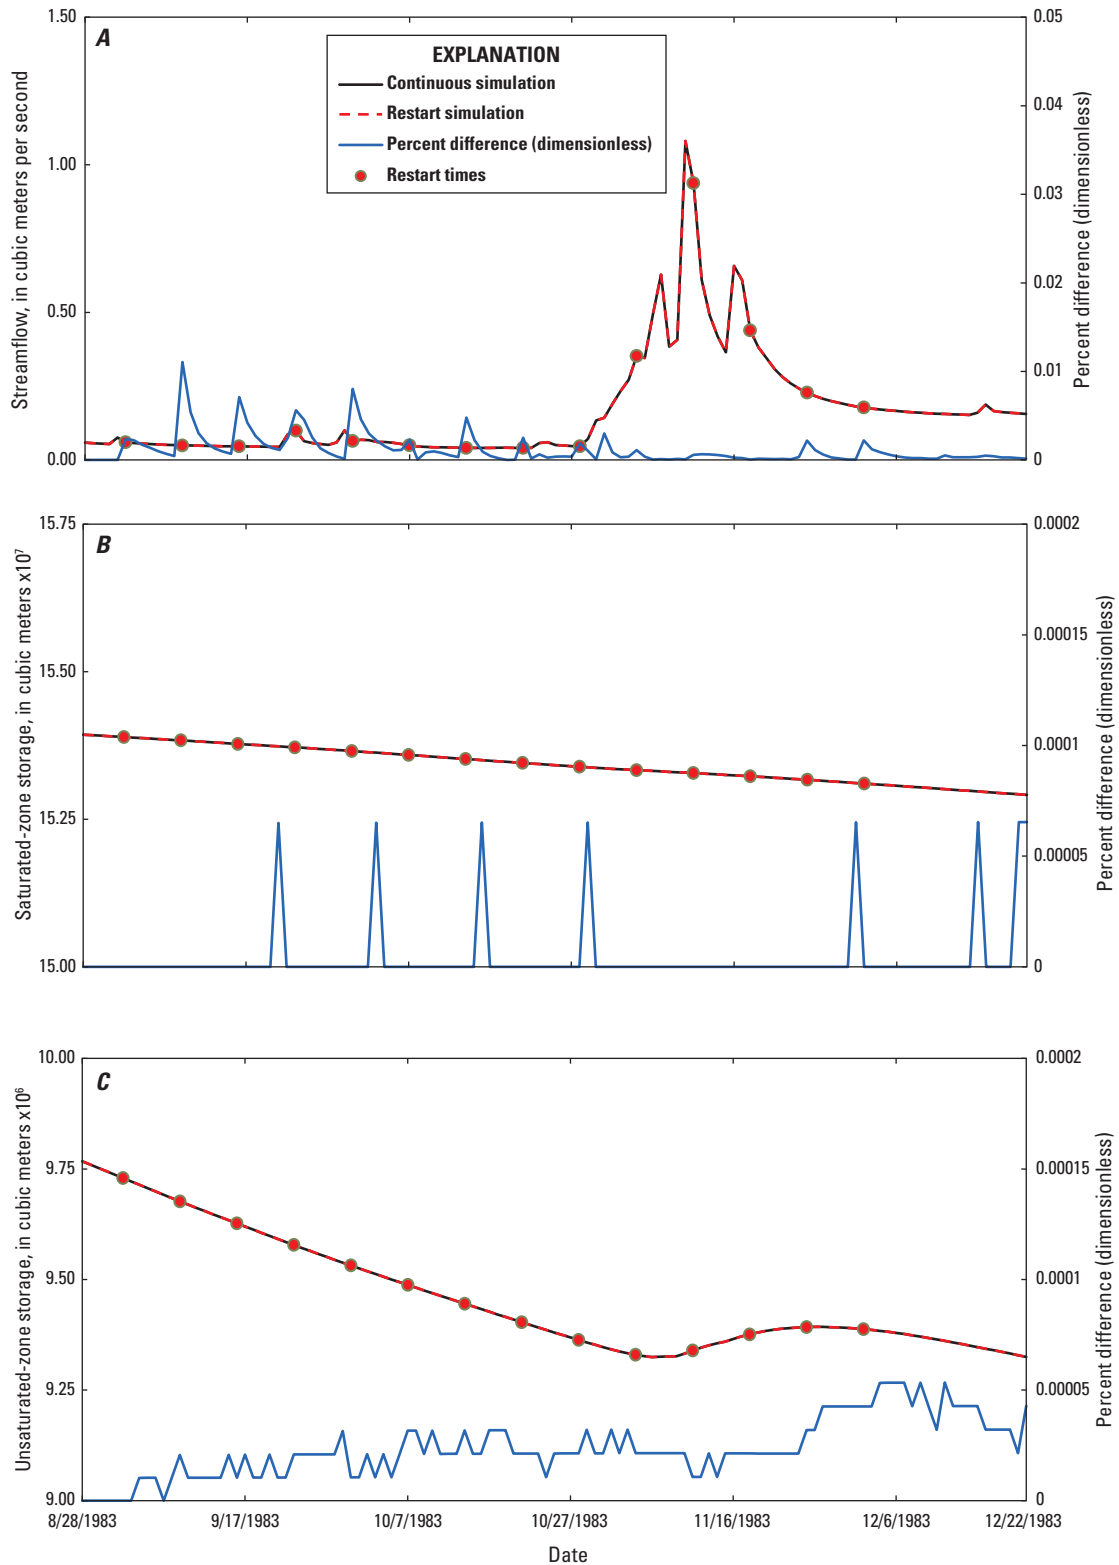 A
EXPLANATION
Continuous simulation
Restart simulation
Percent difference (dimensionless)
Restart times
Streamflow, in cubic meters per second
1.50
1.00
0.50
0.00
Percent difference (dimensionless)
0.05
0.04
0.03
0.02
0.01
0
B
Saturated-zone storage, in cubic meters x10⁷
15.75
15.50
15.25
15.00
Percent difference (dimensionless)
0.0002
0.00015
0.0001
0.00005
0
C
Unsaturated-zone storage, in cubic meters x10⁶
10.00
9.75
9.50
9.25
9.00
Percent difference (dimensionless)
0.0002
0.00015
0.0001
0.00005
0
8/28/1983 9/17/1983 10/7/1983 10/27/1983 11/16/1983 12/6/1983 12/22/1983
Date